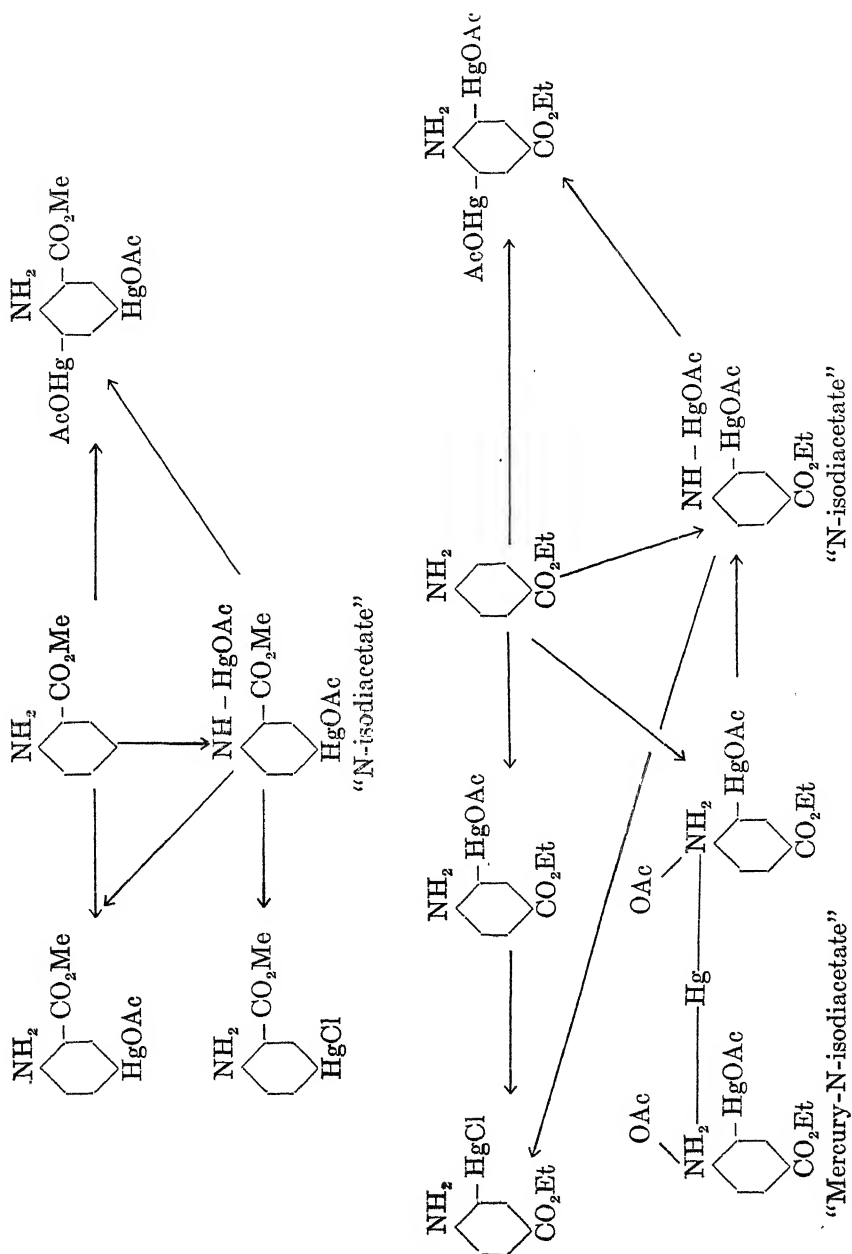 NH₂ NH₂ NH₂
—CO₂Me —CO₂Me AcOHg— —CO₂Me
HgOAc HgOAc
NH₂ NH—HgOAc
—CO₂Me —CO₂Me
HgCl HgOAc
“N-isodiacetate”
NH₂ NH₂ NH₂ NH₂
—HgCl —HgOAc AcOHg— —HgOAc
CO₂Et CO₂Et CO₂Et CO₂Et
OAc OAc NH—HgOAc
NH₂ Hg NH₂ —HgOAc
—HgOAc —HgOAc CO₂Et
CO₂Et CO₂Et “N-isodiacetate”
“Mercury-N-isodiacetate”